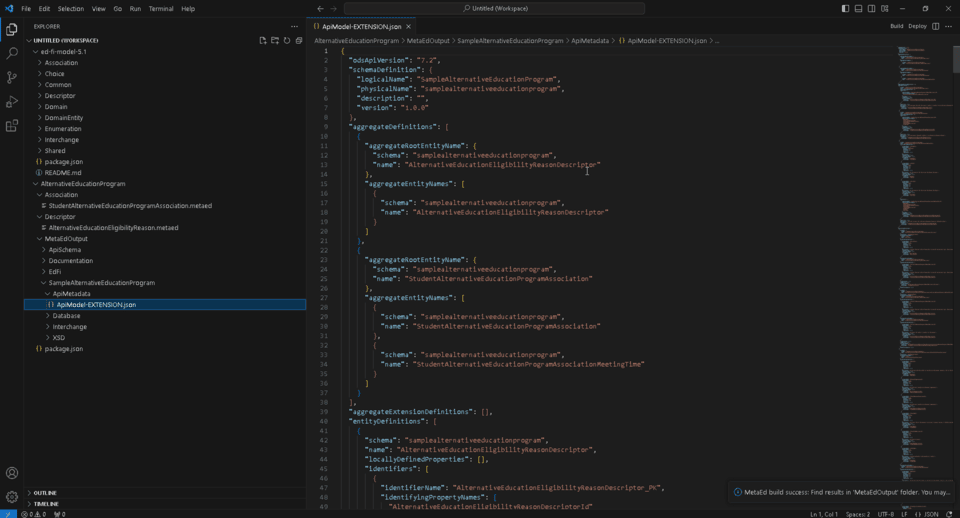 File Edit Selection View Go Run Terminal Help
Untitled (Workspace)
EXPLORER
UNTITLED (WORKSPACE)
ed-fi-model-5.1
Association
Choice
Common
Descriptor
Domain
DomainEntity
Enumeration
Interchange
Shared
package.json
README.md
AlternativeEducationProgram
Association
StudentAlternativeEducationProgramAssociation.metaed
Descriptor
AlternativeEducationEligibilityReason.metaed
MetaEdOutput
ApiSchema
Documentation
EdFi
SampleAlternativeEducationProgram
ApiMetadata
ApiModel-EXTENSION.json
Database
Interchange
XSD
package.json
OUTLINE
TIMELINE
ApiModel-EXTENSION.json
Build Deploy
AlternativeEducationProgram > MetaEdOutput > SampleAlternativeEducationProgram > ApiMetadata > {} ApiModel-EXTENSION.json > ...
1 {
2 "odsApiVersion": "7.2",
3 "schemaDefinition": {
4 "logicalName": "SampleAlternativeEducationProgram",
5 "physicalName": "samplealternativeeducationprogram",
6 "description": "",
7 "version": "1.0.0"
8 },
9 "aggregateDefinitions": [
10 {
11 "aggregateRootEntityName": {
12 "schema": "samplealternativeeducationprogram",
13 "name": "AlternativeEducationEligibilityReasonDescriptor"
14 },
15 "aggregateEntityNames": [
16 {
17 "schema": "samplealternativeeducationprogram",
18 "name": "AlternativeEducationEligibilityReasonDescriptor"
19 }
20 ]
21 },
22 {
23 "aggregateRootEntityName": {
24 "schema": "samplealternativeeducationprogram",
25 "name": "StudentAlternativeEducationProgramAssociation"
26 },
27 "aggregateEntityNames": [
28 {
29 "schema": "samplealternativeeducationprogram",
30 "name": "StudentAlternativeEducationProgramAssociation"
31 },
32 {
33 "schema": "samplealternativeeducationprogram",
34 "name": "StudentAlternativeEducationProgramAssociationMeetingTime"
35 }
36 ]
37 }
38 ],
39 "aggregateExtensionDefinitions": [],
40 "entityDefinitions": [
41 {
42 "schema": "samplealternativeeducationprogram",
43 "name": "AlternativeEducationEligibilityReasonDescriptor",
44 "locallyDefinedProperties": [],
45 "identifiers": [
46 {
47 "identifierName": "AlternativeEducationEligibilityReasonDescriptor_PK",
48 "identifyingPropertyNames": [
49 "AlternativeEducationEligibilityReasonDescriptorId"
MetaEd build success: Find results in 'MetaEdOutput' folder. You may...
0 0 0 Ln 1, Col 1 Spaces: 2 UTF-8 LF {} JSON